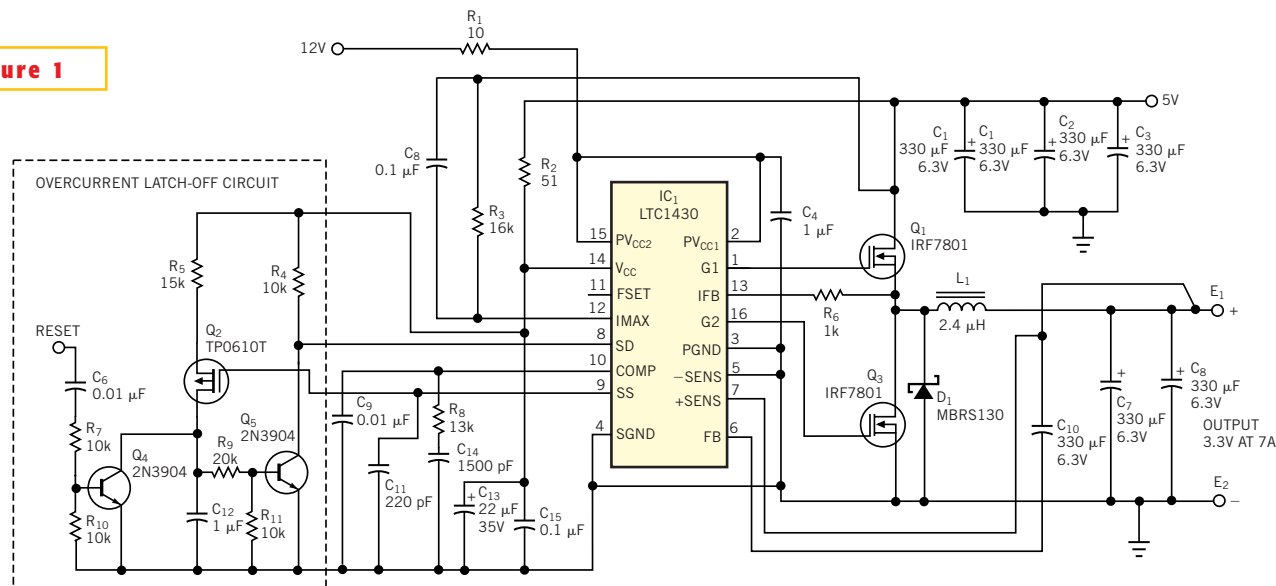 ure 1
R1
10
12V
5V
C8
0.1 µF
R3
16k
R2
51
C1
330 µF
6.3V
+ C1
330 µF
6.3V
C2
+ 330 µF
6.3V
C3
+ 330 µF
6.3V
OVERCURRENT LATCH-OFF CIRCUIT
IC1
LTC1430
C4
1 µF
15 PVCC2
PVCC1 2
14 VCC
G1 1
11 FSET
IFB 13
12 IMAX
G2 16
8 SD
PGND 3
10 COMP
−SENS 5
9 SS
+SENS 7
4 SGND
FB 6
Q1
IRF7801
R5
15k
R4
10k
L1
2.4 µH
E1
+
R6
1k
RESET
Q2
TP0610T
C6
0.01 µF
Q3
IRF7801
D1
MBRS130
C9
0.01 µF
R8
13k
C14
1500 pF
C11
220 pF
+ C13
22 µF
35V
C15
0.1 µF
R7
10k
Q4
2N3904
R9
20k
Q5
2N3904
R10
10k
C12
1 µF
R11
10k
C10
330 µF
6.3V
+
C7
330 µF
6.3V
+ C8
330 µF
6.3V
OUTPUT
3.3V AT 7A
E2
−